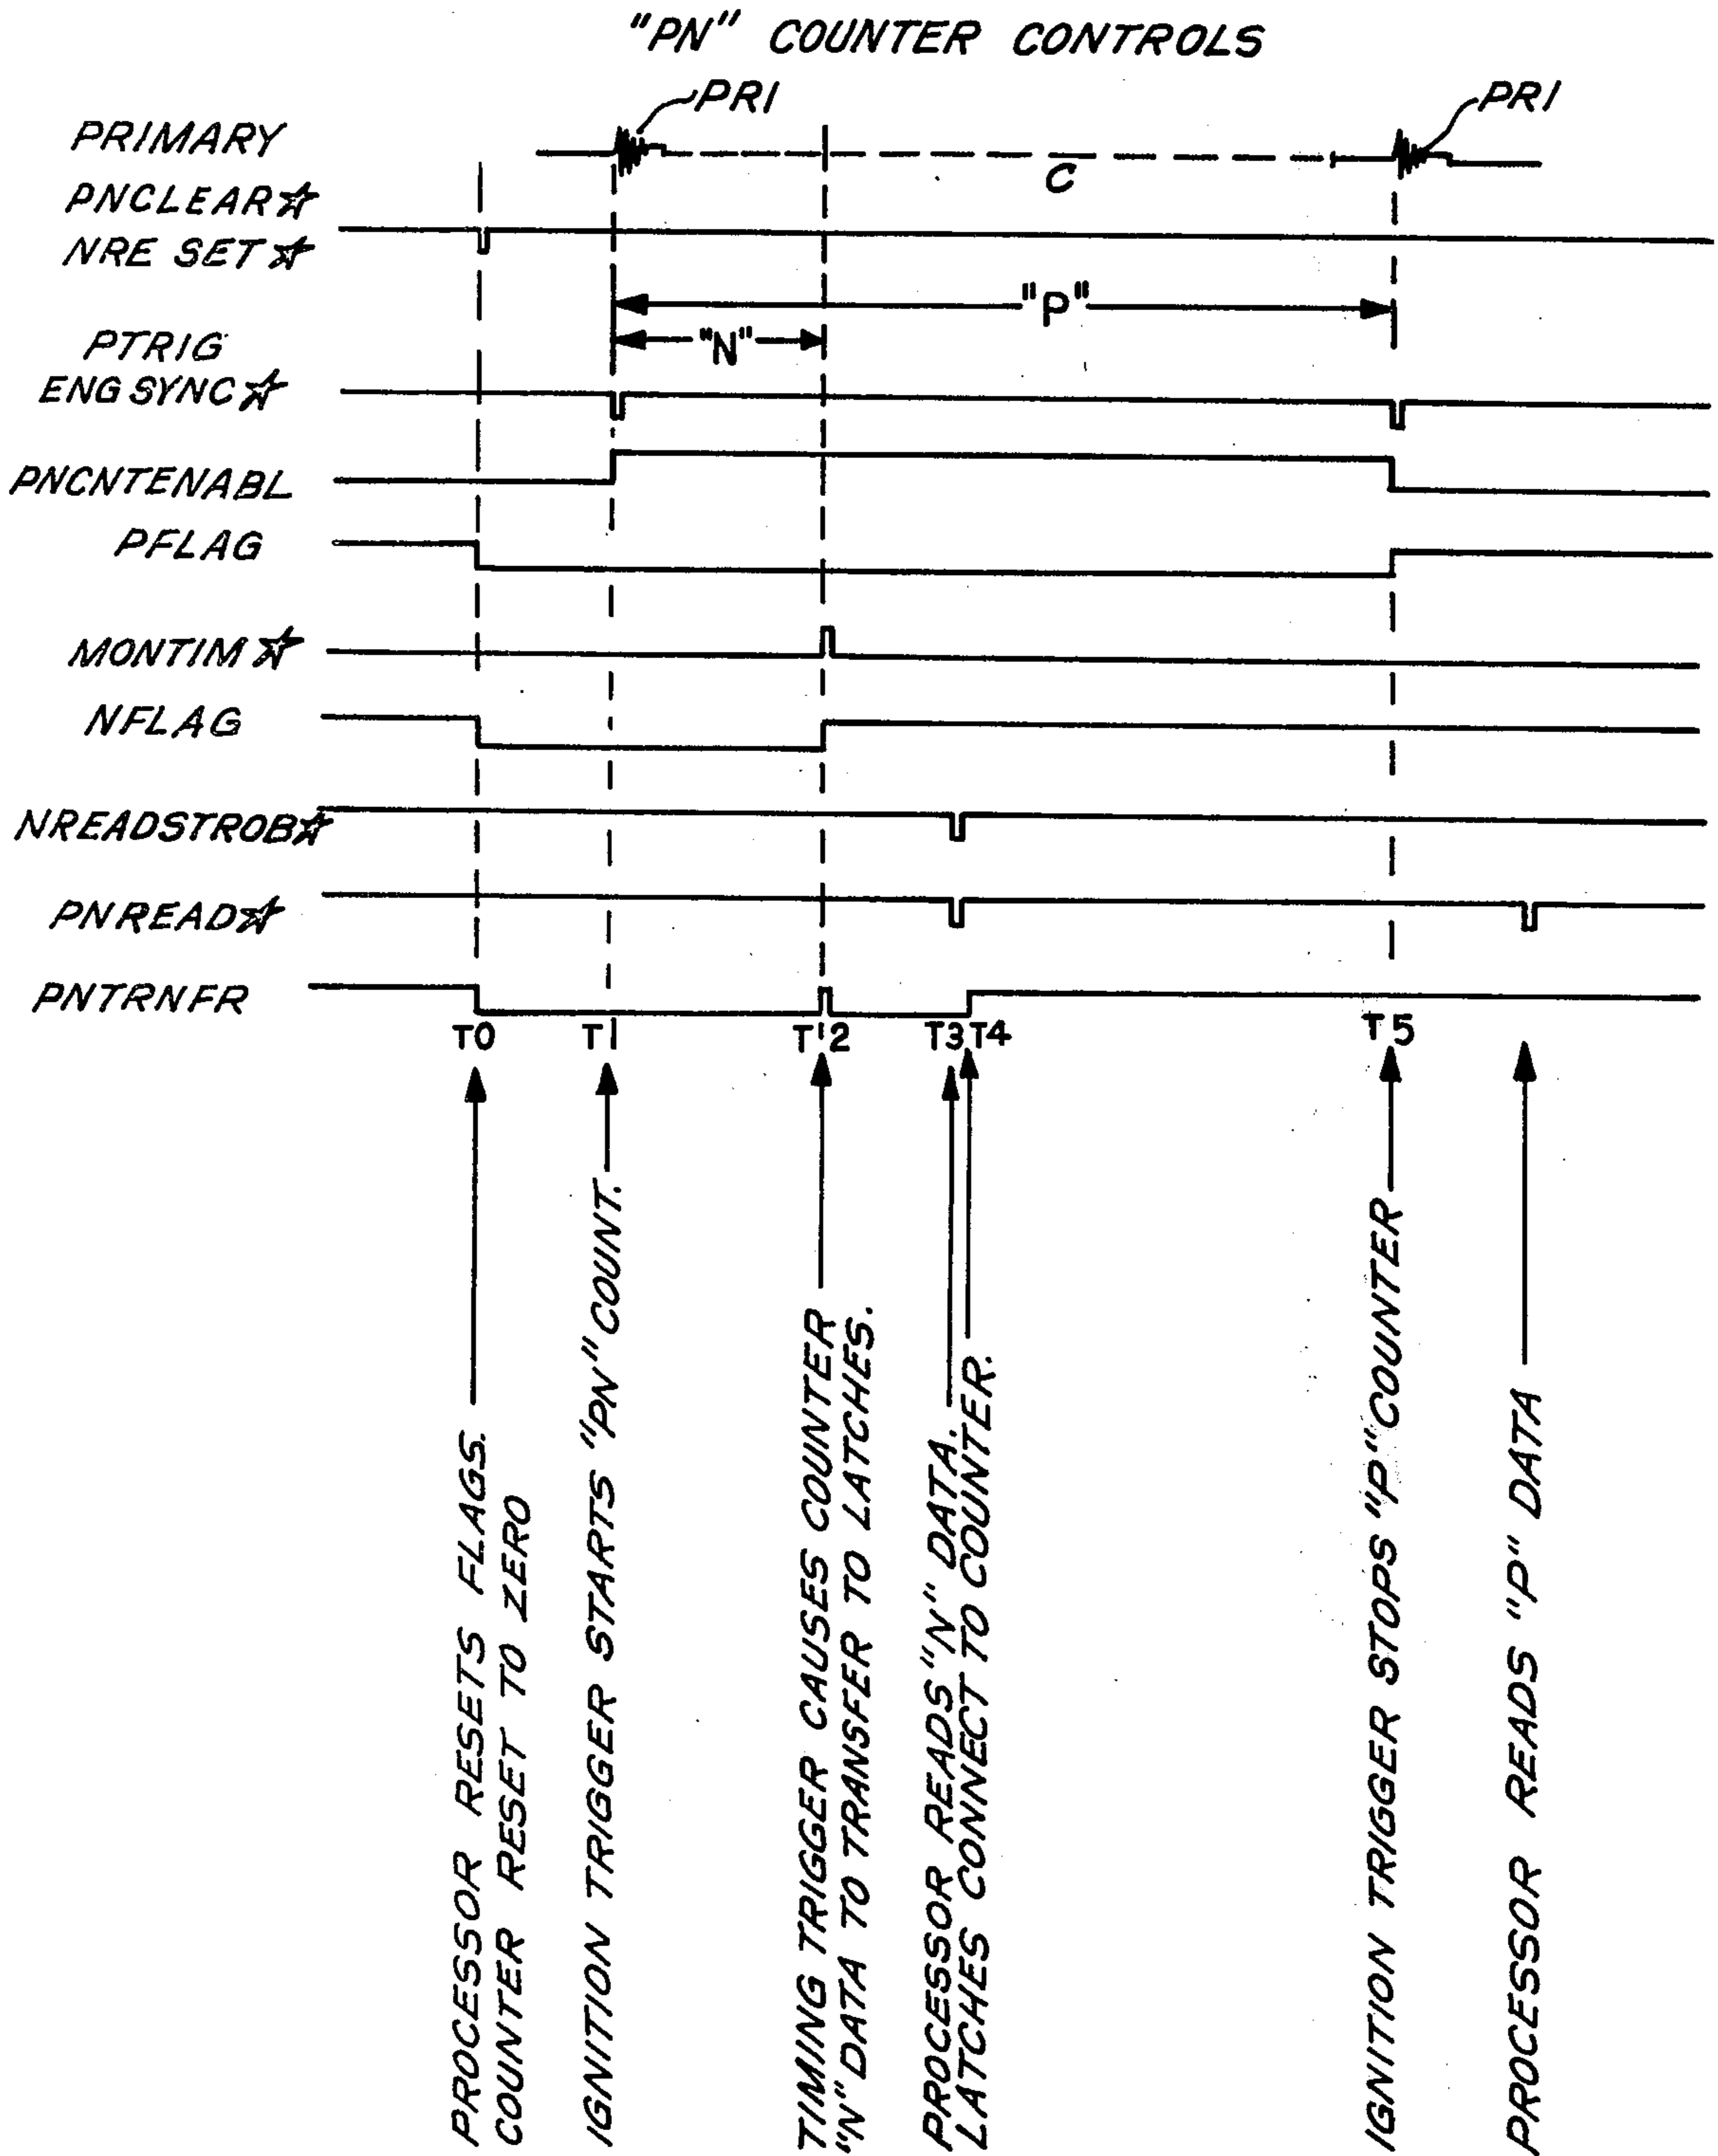 "PN" COUNTER CONTROLS
PRI
PRI
PRIMARY
C
PNCLEAR☆
NRE SET☆
"P"
"N"
PTRIG
ENG SYNC☆
PNCNTENABL
PFLAG
MONTIM☆
NFLAG
NREADSTROB☆
PNREAD☆
PNTRNFR
T0 T1 T2 T3 T4 T5
PROCESSOR RESETS FLAGS.
COUNTER RESET TO ZERO
IGNITION TRIGGER STARTS "PN" COUNT.
TIMING TRIGGER CAUSES COUNTER
"N" DATA TO TRANSFER TO LATCHES.
PROCESSOR READS "N" DATA.
LATCHES CONNECT TO COUNTER.
IGNITION TRIGGER STOPS "P" COUNTER
PROCESSOR READS "P" DATA